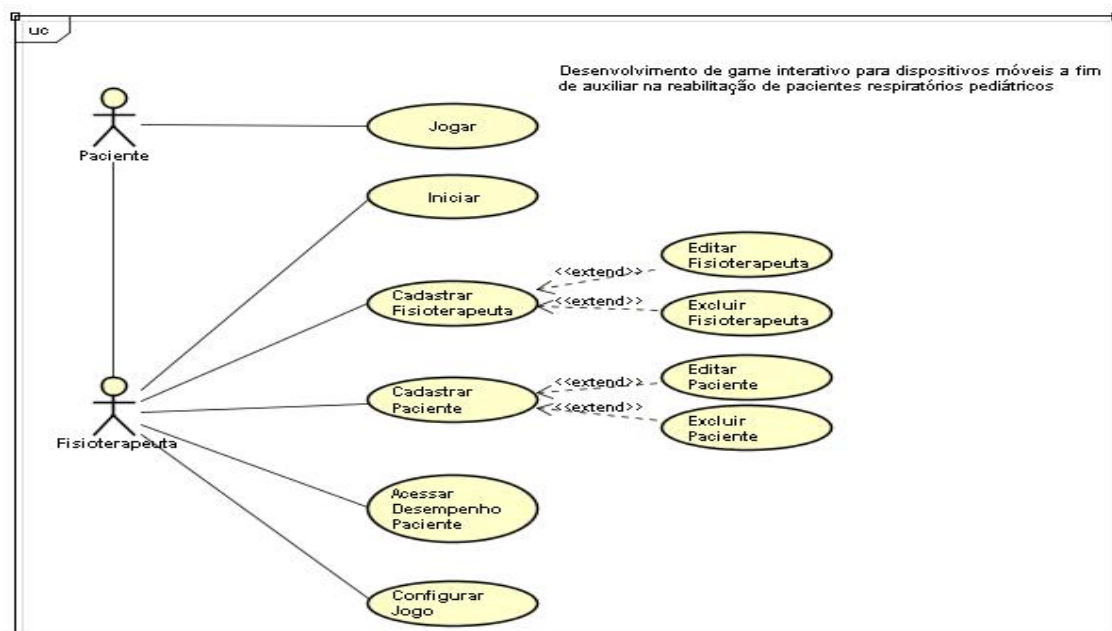 uc
Desenvolvimento de game interativo para dispositivos móveis a fim
de auxiliar na reabilitação de pacientes respiratórios pediátricos
Paciente
Jogar
Iniciar
Cadastrar
Fisioterapeuta
<<extend>>
Editar
Fisioterapeuta
<<extend>>
Excluir
Fisioterapeuta
Fisioterapeuta
Cadastrar
Paciente
<<extend>>
Editar
Paciente
<<extend>>
Excluir
Paciente
Acessar
Desempenho
Paciente
Configurar
Jogo